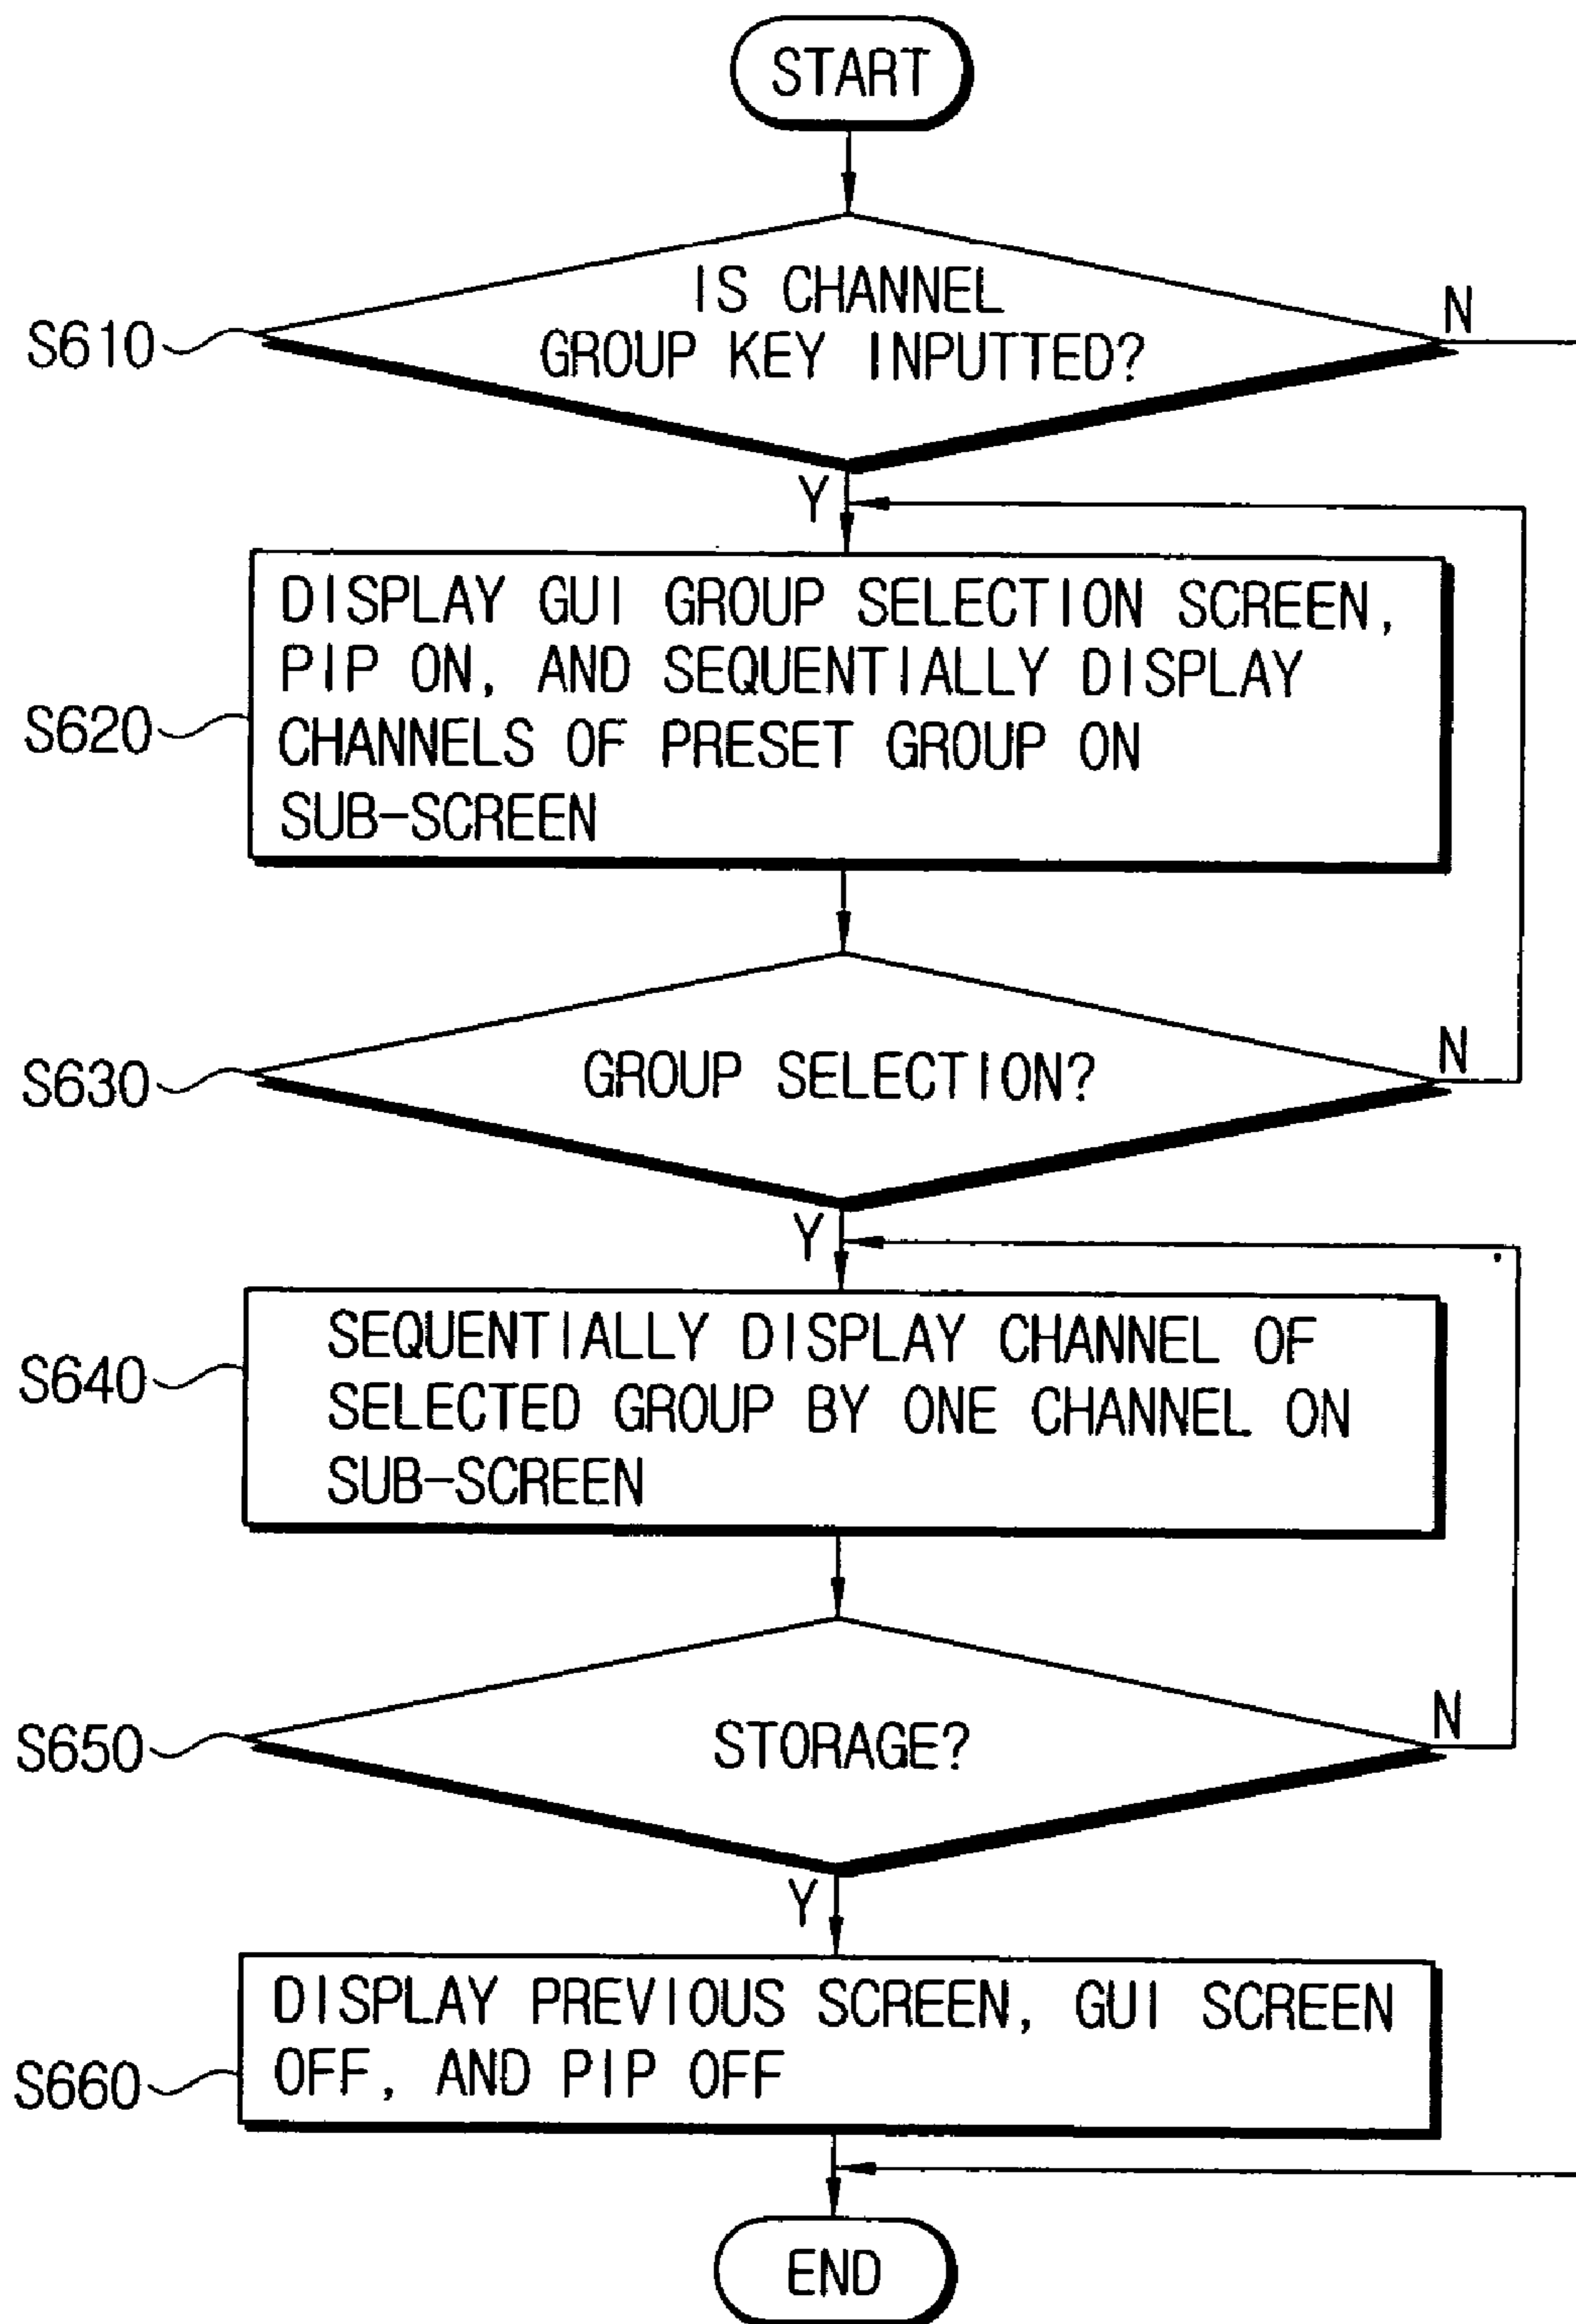 START
IS CHANNEL
GROUP KEY INPUTTED?
N
S610
Y
DISPLAY GUI GROUP SELECTION SCREEN,
PIP ON, AND SEQUENTIALLY DISPLAY
CHANNELS OF PRESET GROUP ON
SUB-SCREEN
S620
GROUP SELECTION?
N
S630
Y
SEQUENTIALLY DISPLAY CHANNEL OF
SELECTED GROUP BY ONE CHANNEL ON
SUB-SCREEN
S640
STORAGE?
N
S650
Y
DISPLAY PREVIOUS SCREEN, GUI SCREEN
OFF, AND PIP OFF
S660
END